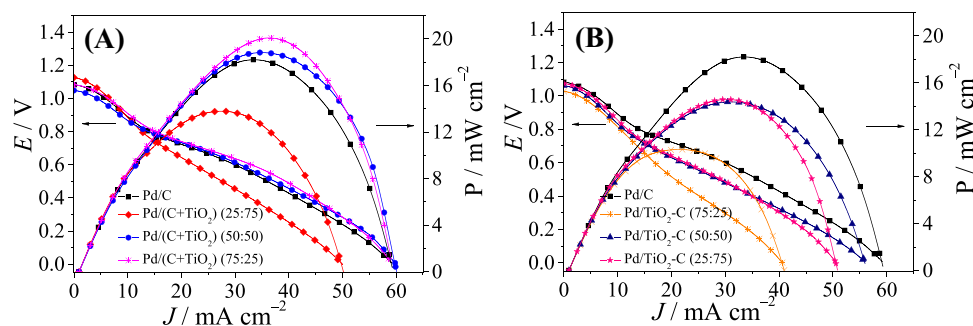 (A)
E / V
1.4
1.2
1.0
0.8
0.6
0.4
0.2
0.0
Pd/C
Pd/(C+TiO₂) (25:75)
Pd/(C+TiO₂) (50:50)
Pd/(C+TiO₂) (75:25)
0 10 20 30 40 50 60
J / mA cm⁻²
20
16
12
8
4
0
P / mW cm⁻²
(B)
E / V
1.4
1.2
1.0
0.8
0.6
0.4
0.2
0.0
Pd/C
Pd/TiO₂-C (75:25)
Pd/TiO₂-C (50:50)
Pd/TiO₂-C (25:75)
0 10 20 30 40 50 60
J / mA cm⁻²
20
16
12
8
4
0
P / mW cm⁻²